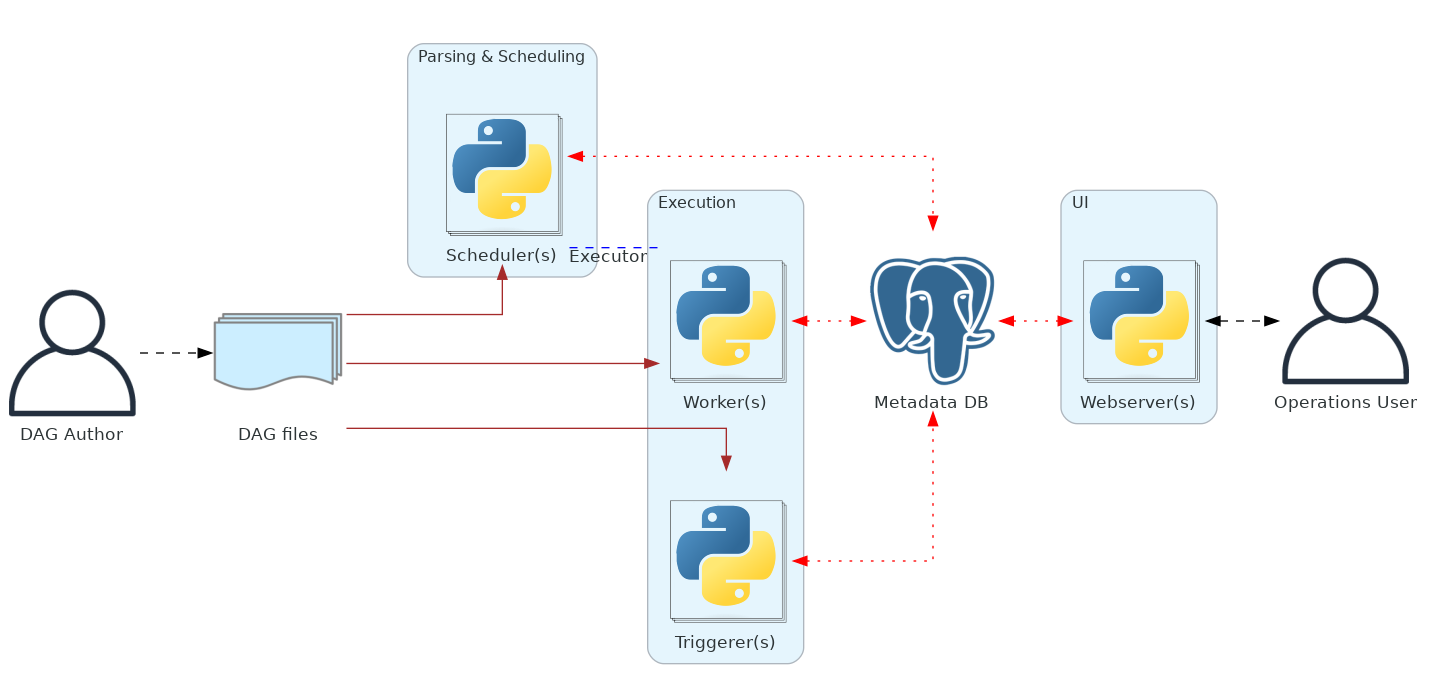 Parsing & Scheduling
Scheduler(s)
Executor
Execution
Worker(s)
Triggerer(s)
DAG Author
DAG files
Metadata DB
UI
Webserver(s)
Operations User